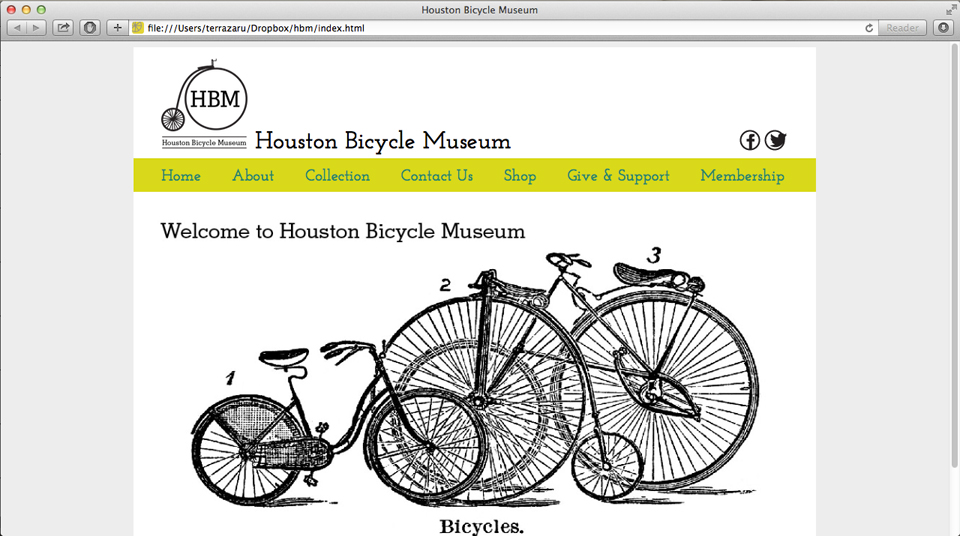 Houston Bicycle Museum
file:///Users/terrazaru/Dropbox/hbm/index.html
Reader
HBM
Houston Bicycle Museum
Houston Bicycle Museum
Home About Collection Contact Us Shop Give & Support Membership
Welcome to Houston Bicycle Museum
1
2
3
Bicycles.